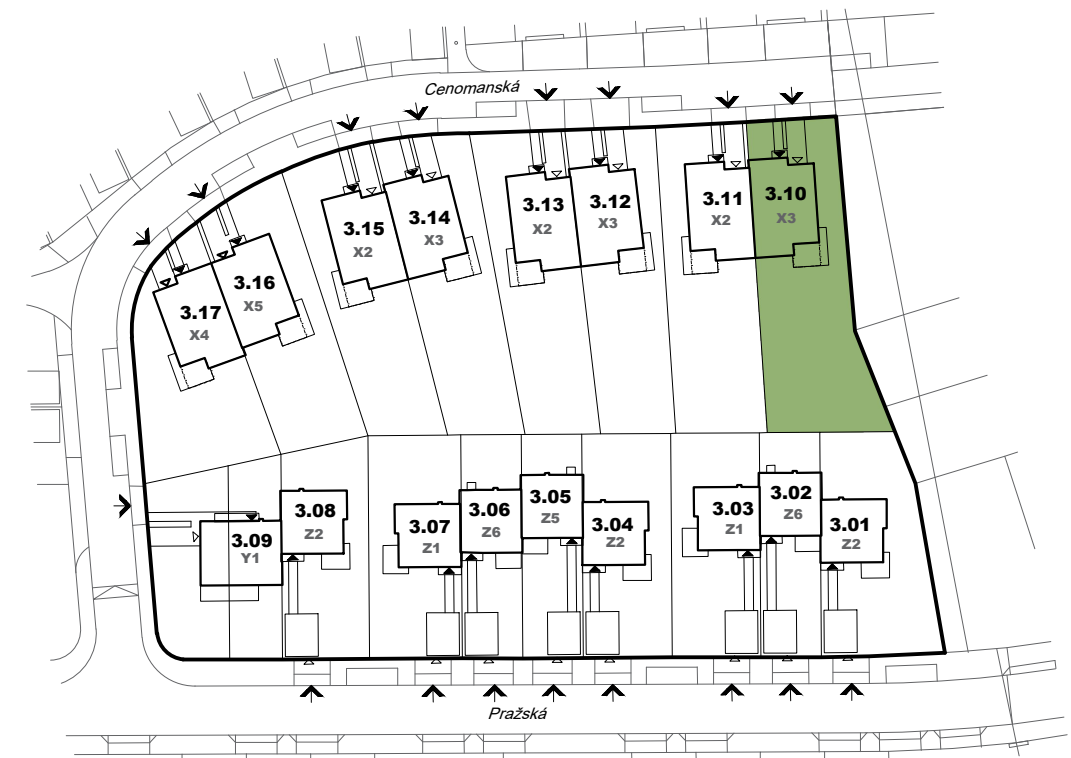 Cenomanská
3.10
X3
3.11
X2
3.12
X3
3.13
X2
3.14
X3
3.15
X2
3.16
X5
3.17
X4
3.09
Y1
3.08
Z2
3.07
Z1
3.06
Z6
3.05
Z5
3.04
Z2
3.03
Z1
3.02
Z6
3.01
Z2
Pražská